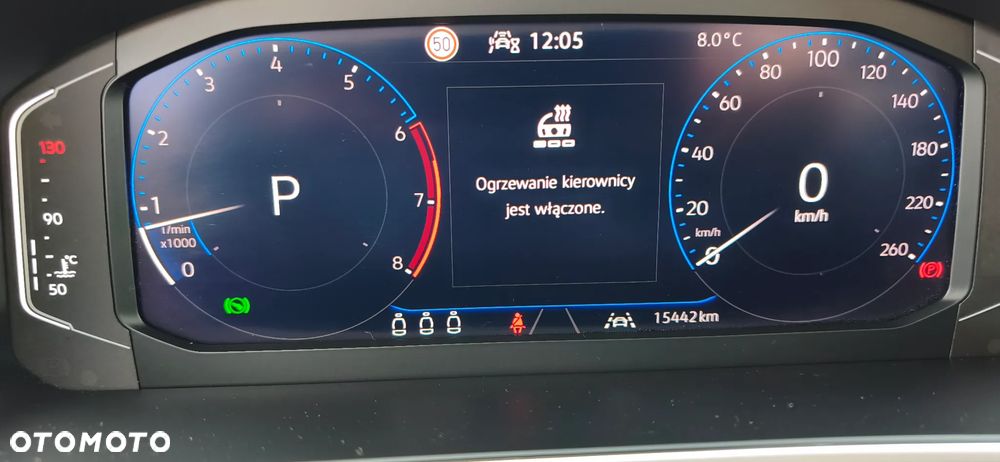 50 12:05 8.0°C
130
90
°C
50
0
1
2
3
4
5
6
7
8
1/min
x1000
P
Ogrzewanie kierownicy
jest włączone.
0
20
40
60
80
100
120
140
180
220
260
km/h
0
km/h
P
15442 km
OTOMOTO